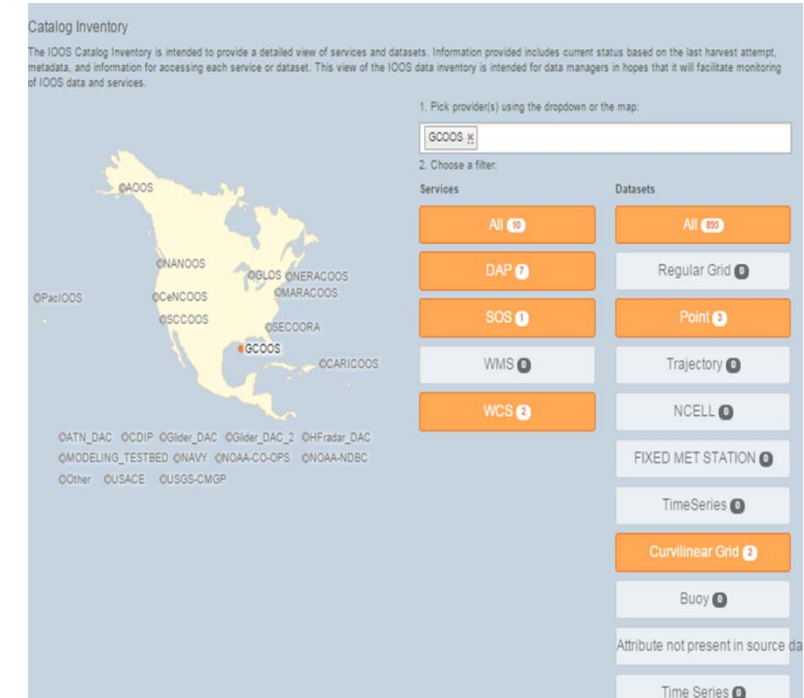 Catalog Inventory
The IOOS Catalog Inventory is intended to provide a detailed view of services and datasets. Information provided includes current status based on the last harvest attempt,
metadata, and information for accessing each service or dataset. This view of the IOOS data inventory is intended for data managers in hopes that it will facilitate monitoring
of IOOS data and services.
1. Pick provider(s) using the dropdown or the map:
GCOOS x
2. Choose a filter:
Services
Datasets
All 10
DAP 7
SOS 1
WMS 0
WCS 2
All 893
Regular Grid 0
Point 3
Trajectory 0
NCELL 0
FIXED MET STATION 0
TimeSeries 0
Curvilinear Grid 2
Buoy 0
Attribute not present in source da
Time Series 0
AOOS
NANOOS
GLOS NERACOOS
PacIOOS
CeNCOOS
MARACOOS
SCCOOS
SECOORA
GCOOS
CARICOOS
ATN_DAC CDIP Glider_DAC Glider_DAC_2 HFradar_DAC
MODELING_TESTBED NAVY NOAA-CO-OPS NOAA-NDBC
Other USACE USGS-CMGP